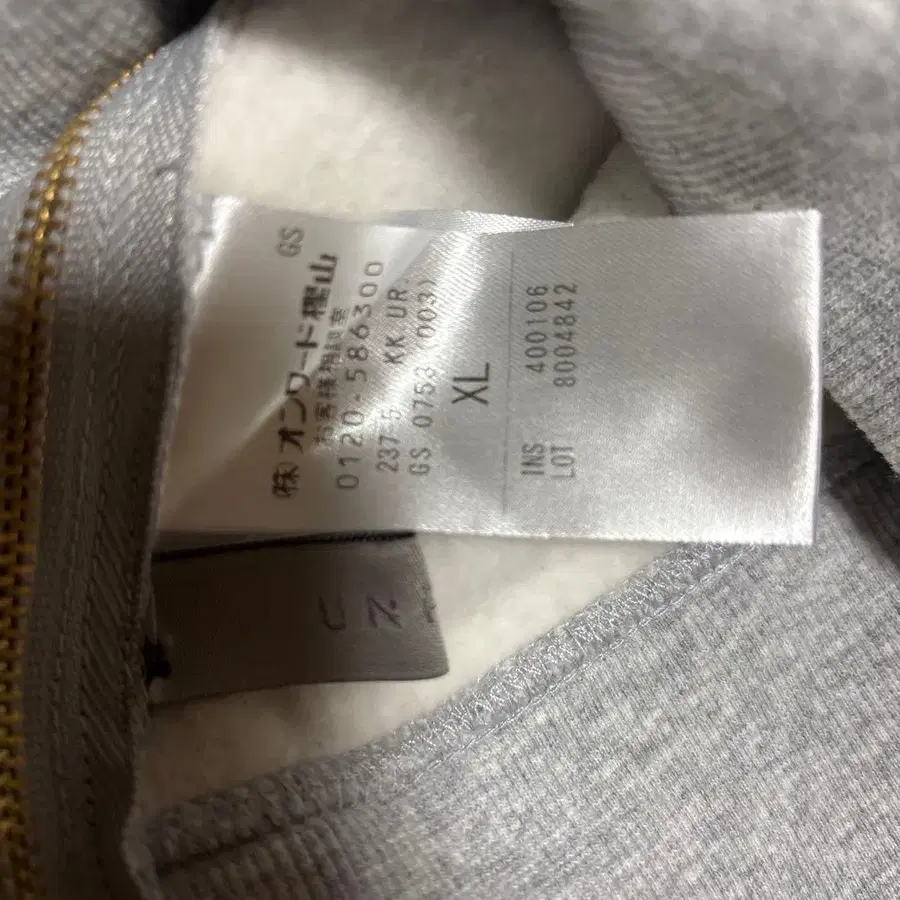 GS
(株)オンワード樫山
お客様相談室
0120-586300
237.5 KK UR.
GS 0753 003)
XL
INS 400106
LOT 8004842